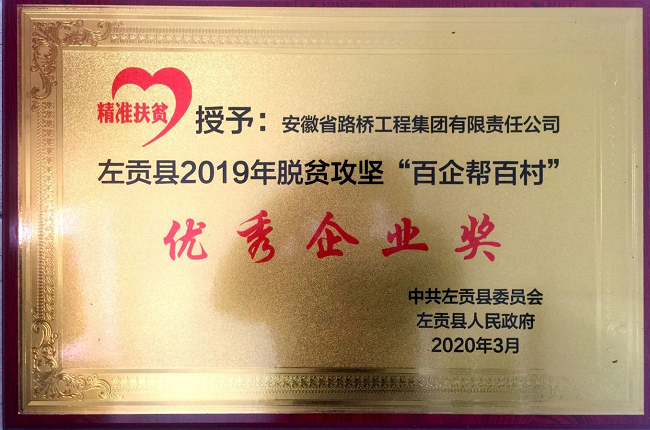 精准扶贫
授予：安徽省路桥工程集团有限责任公司
左贡县2019年脱贫攻坚“百企帮百村”
优秀企业奖
中共左贡县委员会
左贡县人民政府
2020年3月